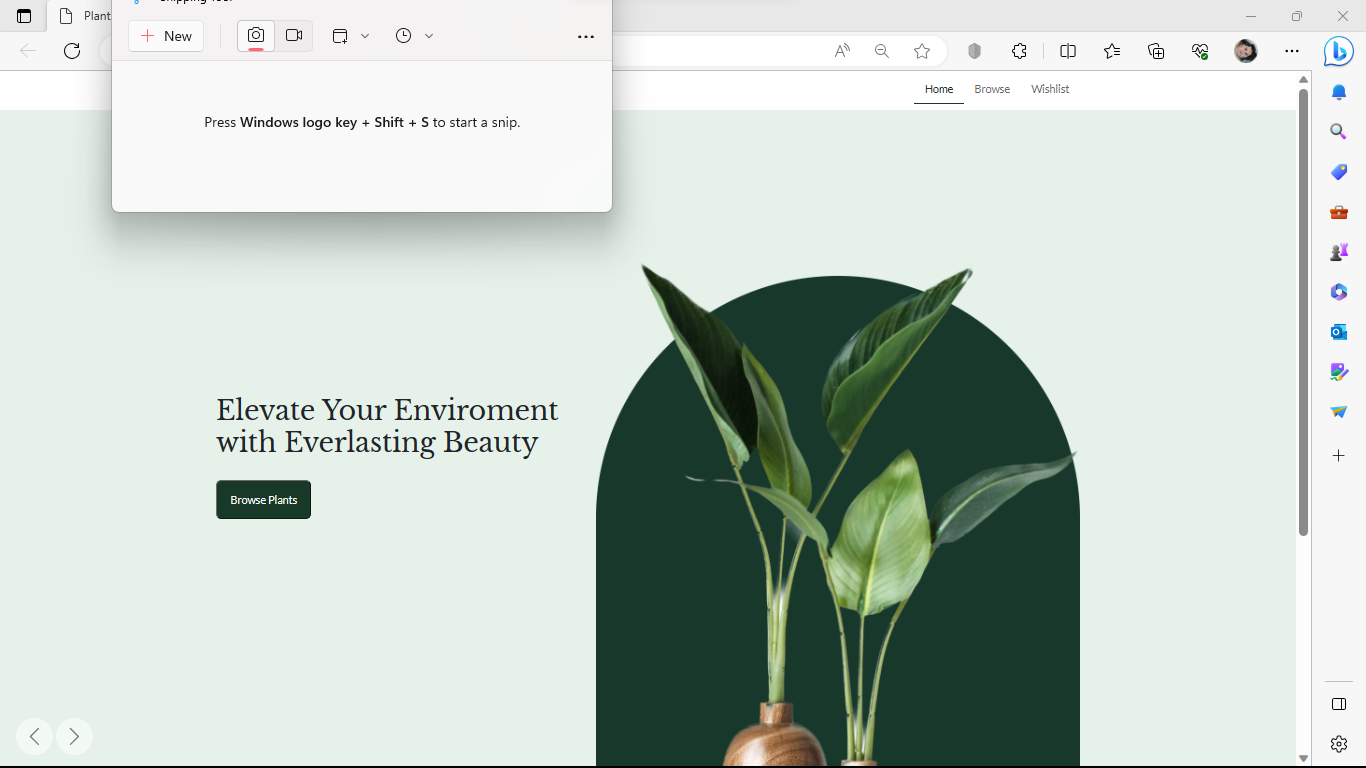 Plant
New
Press Windows logo key + Shift + S to start a snip.
Home Browse Wishlist
Elevate Your Enviroment
with Everlasting Beauty
Browse Plants